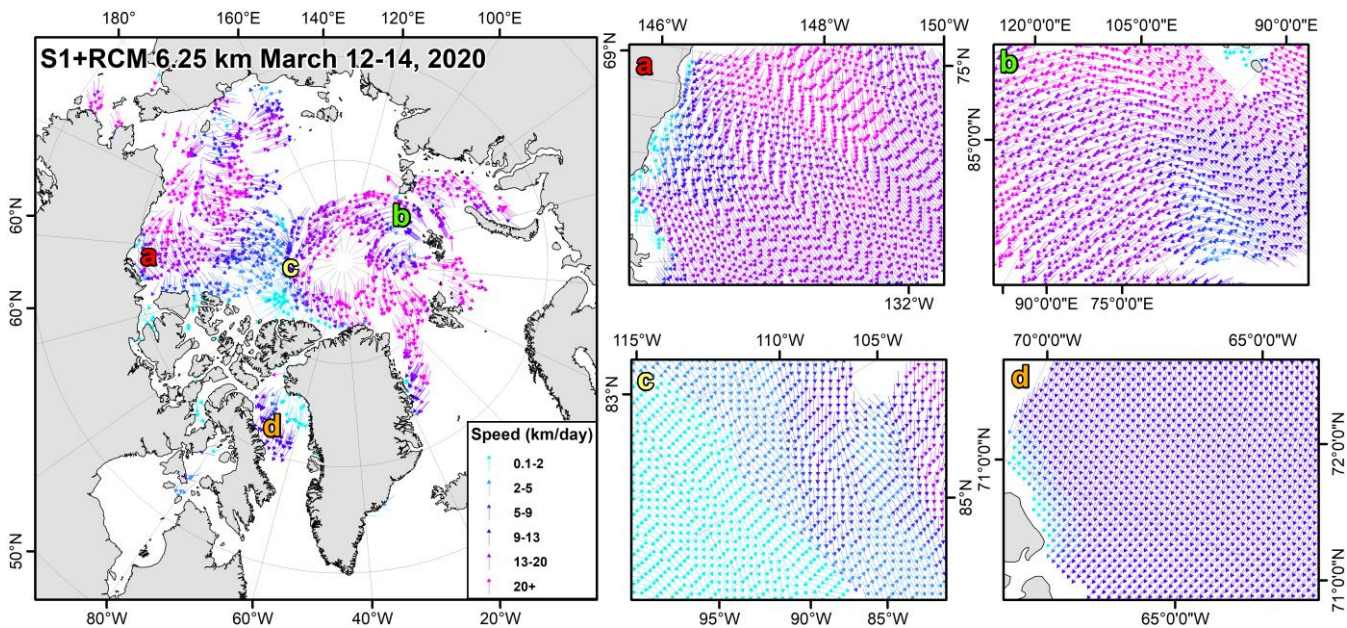 180° 160°E 140°E 120°E 100°E
S1+RCM 6.25 km March 12-14, 2020
60°N
60°N
50°N
80°W 60°W 40°W 20°W 0°
a
b
c
d
Speed (km/day)
0.1-2
2-5
5-9
9-13
13-20
20+
146°W 148°W 150°W
69°N
75°N
a
132°W
120°0'0"E 105°0'0"E 90°0'0"E
b
85°0'0"N
90°0'0"E 75°0'0"E
115°W 110°W 105°W
c
83°N
85°N
95°W 90°W 85°W
70°0'0"W 65°0'0"W
d
71°0'0"N
72°0'0"N
71°0'0"N
65°0'0"W